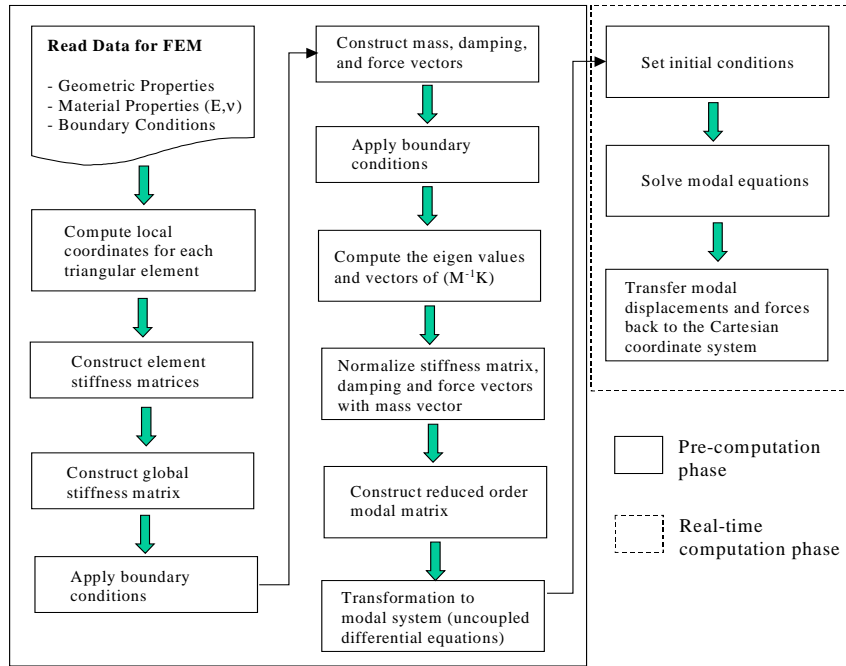 Read Data for FEM
- Geometric Properties
- Material Properties (E,ν)
- Boundary Conditions
Compute local
coordinates for each
triangular element
Construct element
stiffness matrices
Construct global
stiffness matrix
Apply boundary
conditions
Construct mass, damping,
and force vectors
Apply boundary
conditions
Compute the eigen values
and vectors of (M⁻¹K)
Normalize stiffness matrix,
damping and force vectors
with mass vector
Construct reduced order
modal matrix
Transformation to
modal system (uncoupled
differential equations)
Set initial conditions
Solve modal equations
Transfer modal
displacements and forces
back to the Cartesian
coordinate system
Pre-computation
phase
Real-time
computation phase